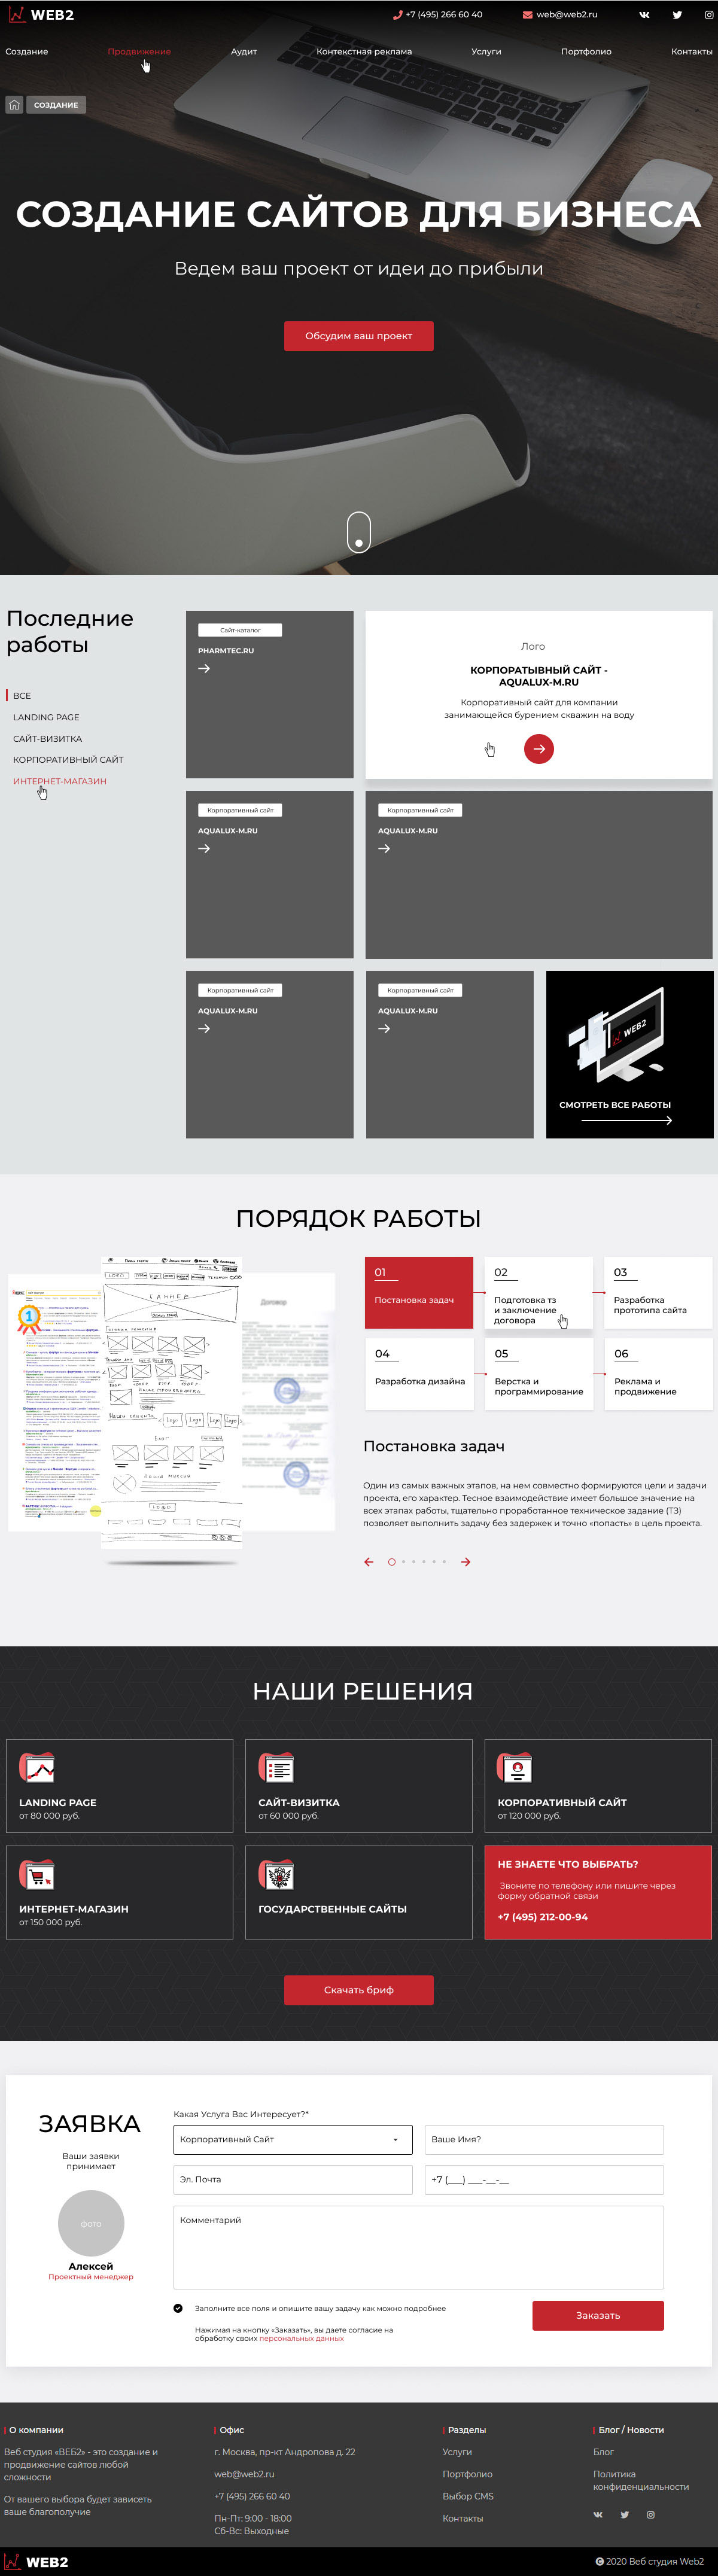 WEB2
+7 (495) 266 60 40
web@web2.ru
Создание
Продвижение
Аудит
Контекстная реклама
Услуги
Портфолио
Контакты
СОЗДАНИЕ
СОЗДАНИЕ САЙТОВ ДЛЯ БИЗНЕСА
Ведем ваш проект от идеи до прибыли
Обсудим ваш проект
Последние
работы
ВСЕ
LANDING PAGE
САЙТ-ВИЗИТКА
КОРПОРАТИВНЫЙ САЙТ
ИНТЕРНЕТ-МАГАЗИН
Сайт-каталог
PHARMTEC.RU
Лого
КОРПОРАТЫВНЫЙ САЙТ -
AQUALUX-M.RU
Корпоративный сайт для компании
занимающейся бурением скважин на воду
Корпоративный сайт
AQUALUX-M.RU
Корпоративный сайт
AQUALUX-M.RU
Корпоративный сайт
AQUALUX-M.RU
Корпоративный сайт
AQUALUX-M.RU
WEB2
СМОТРЕТЬ ВСЕ РАБОТЫ
ПОРЯДОК РАБОТЫ
1
Договор
LOGO
БАННЕР
Logo
Logo
Logo
Блог
LOGO
01
Постановка задач
02
Подготовка тз
и заключение
договора
03
Разработка
прототипа сайта
04
Разработка дизайна
05
Верстка и
программирование
06
Реклама и
продвижение
Постановка задач
Один из самых важных этапов, на нем совместно формируются цели и задачи
проекта, его характер. Тесное взаимодействие имеет большое значение на
всех этапах работы, тщательно проработанное техническое задание (ТЗ)
позволяет выполнить задачу без задержек и точно «попасть» в цель проекта.
НАШИ РЕШЕНИЯ
LANDING PAGE
от 80 000 руб.
САЙТ-ВИЗИТКА
от 60 000 руб.
КОРПОРАТИВНЫЙ САЙТ
от 120 000 руб.
ИНТЕРНЕТ-МАГАЗИН
от 150 000 руб.
ГОСУДАРСТВЕННЫЕ САЙТЫ
НЕ ЗНАЕТЕ ЧТО ВЫБРАТЬ?
Звоните по телефону или пишите через
форму обратной связи
+7 (495) 212-00-94
Скачать бриф
ЗАЯВКА
Ваши заявки
принимает
фото
Алексей
Проектный менеджер
Какая Услуга Вас Интересует?*
Корпоративный Сайт
Ваше Имя?
Эл. Почта
+7 (___) ___-__-__
Комментарий
Заполните все поля и опишите вашу задачу как можно подробнее
Нажимая на кнопку «Заказать», вы даете согласие на
обработку своих персональных данных
Заказать
О компании
Веб студия «ВЕБ2» - это создание и
продвижение сайтов любой
сложности
От вашего выбора будет зависеть
ваше благополучие
Офис
г. Москва, пр-кт Андропова д. 22
web@web2.ru
+7 (495) 266 60 40
Пн-Пт: 9:00 - 18:00
Сб-Вс: Выходные
Разделы
Услуги
Портфолио
Выбор CMS
Контакты
Блог / Новости
Блог
Политика
конфиденциальности
WEB2
© 2020 Веб студия Web2